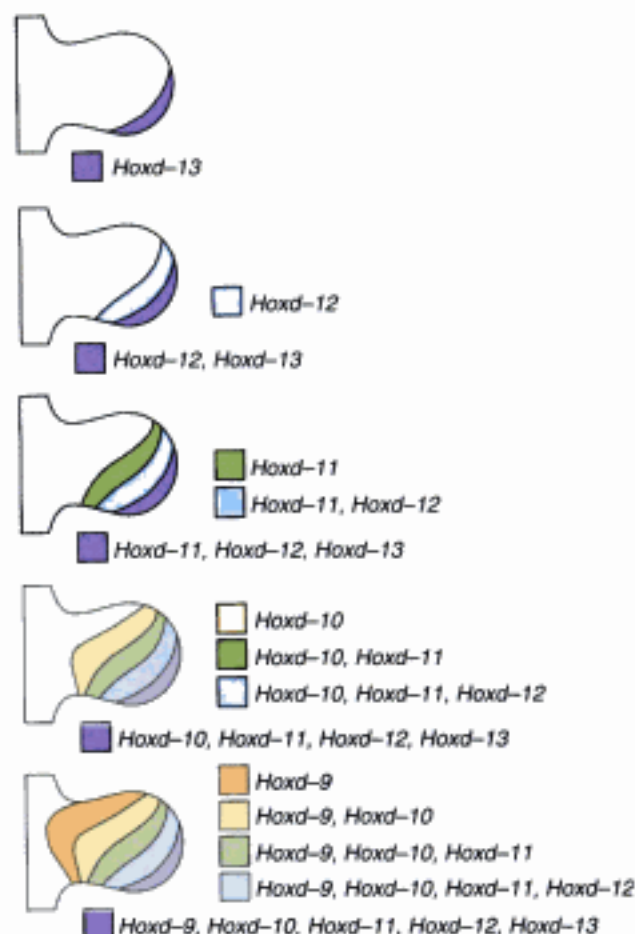 Hoxd–13
Hoxd–12
Hoxd–12, Hoxd–13
Hoxd–11
Hoxd–11, Hoxd–12
Hoxd–11, Hoxd–12, Hoxd–13
Hoxd–10
Hoxd–10, Hoxd–11
Hoxd–10, Hoxd–11, Hoxd–12
Hoxd–10, Hoxd–11, Hoxd–12, Hoxd–13
Hoxd–9
Hoxd–9, Hoxd–10
Hoxd–9, Hoxd–10, Hoxd–11
Hoxd–9, Hoxd–10, Hoxd–11, Hoxd–12
Hoxd–9, Hoxd–10, Hoxd–11, Hoxd–12, Hoxd–13